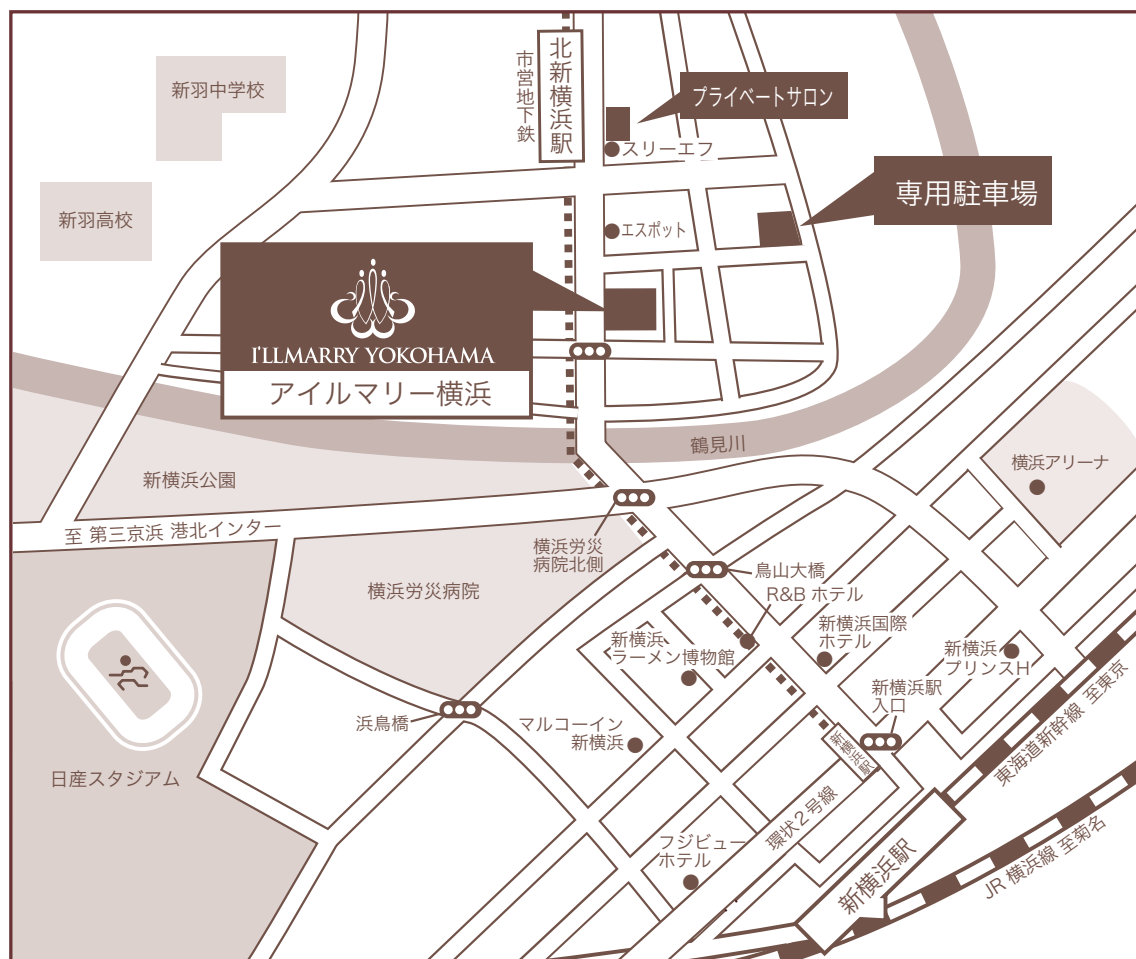 北新横浜駅
市営地下鉄
新羽中学校
プライベートサロン
スリーエフ
新羽高校
専用駐車場
エスポット
I'LLMARRY YOKOHAMA
アイルマリー横浜
鶴見川
新横浜公園
横浜アリーナ
至 第三京浜 港北インター
横浜労災
病院北側
横浜労災病院
鳥山大橋
R&B ホテル
新横浜
ラーメン博物館
新横浜国際
ホテル
新横浜
プリンスH
新横浜駅
入口
浜鳥橋
マルコーイン
新横浜
新横浜駅
東海道新幹線 至東京
日産スタジアム
環状2号線
フジビュー
ホテル
新横浜駅
JR 横浜線 至菊名